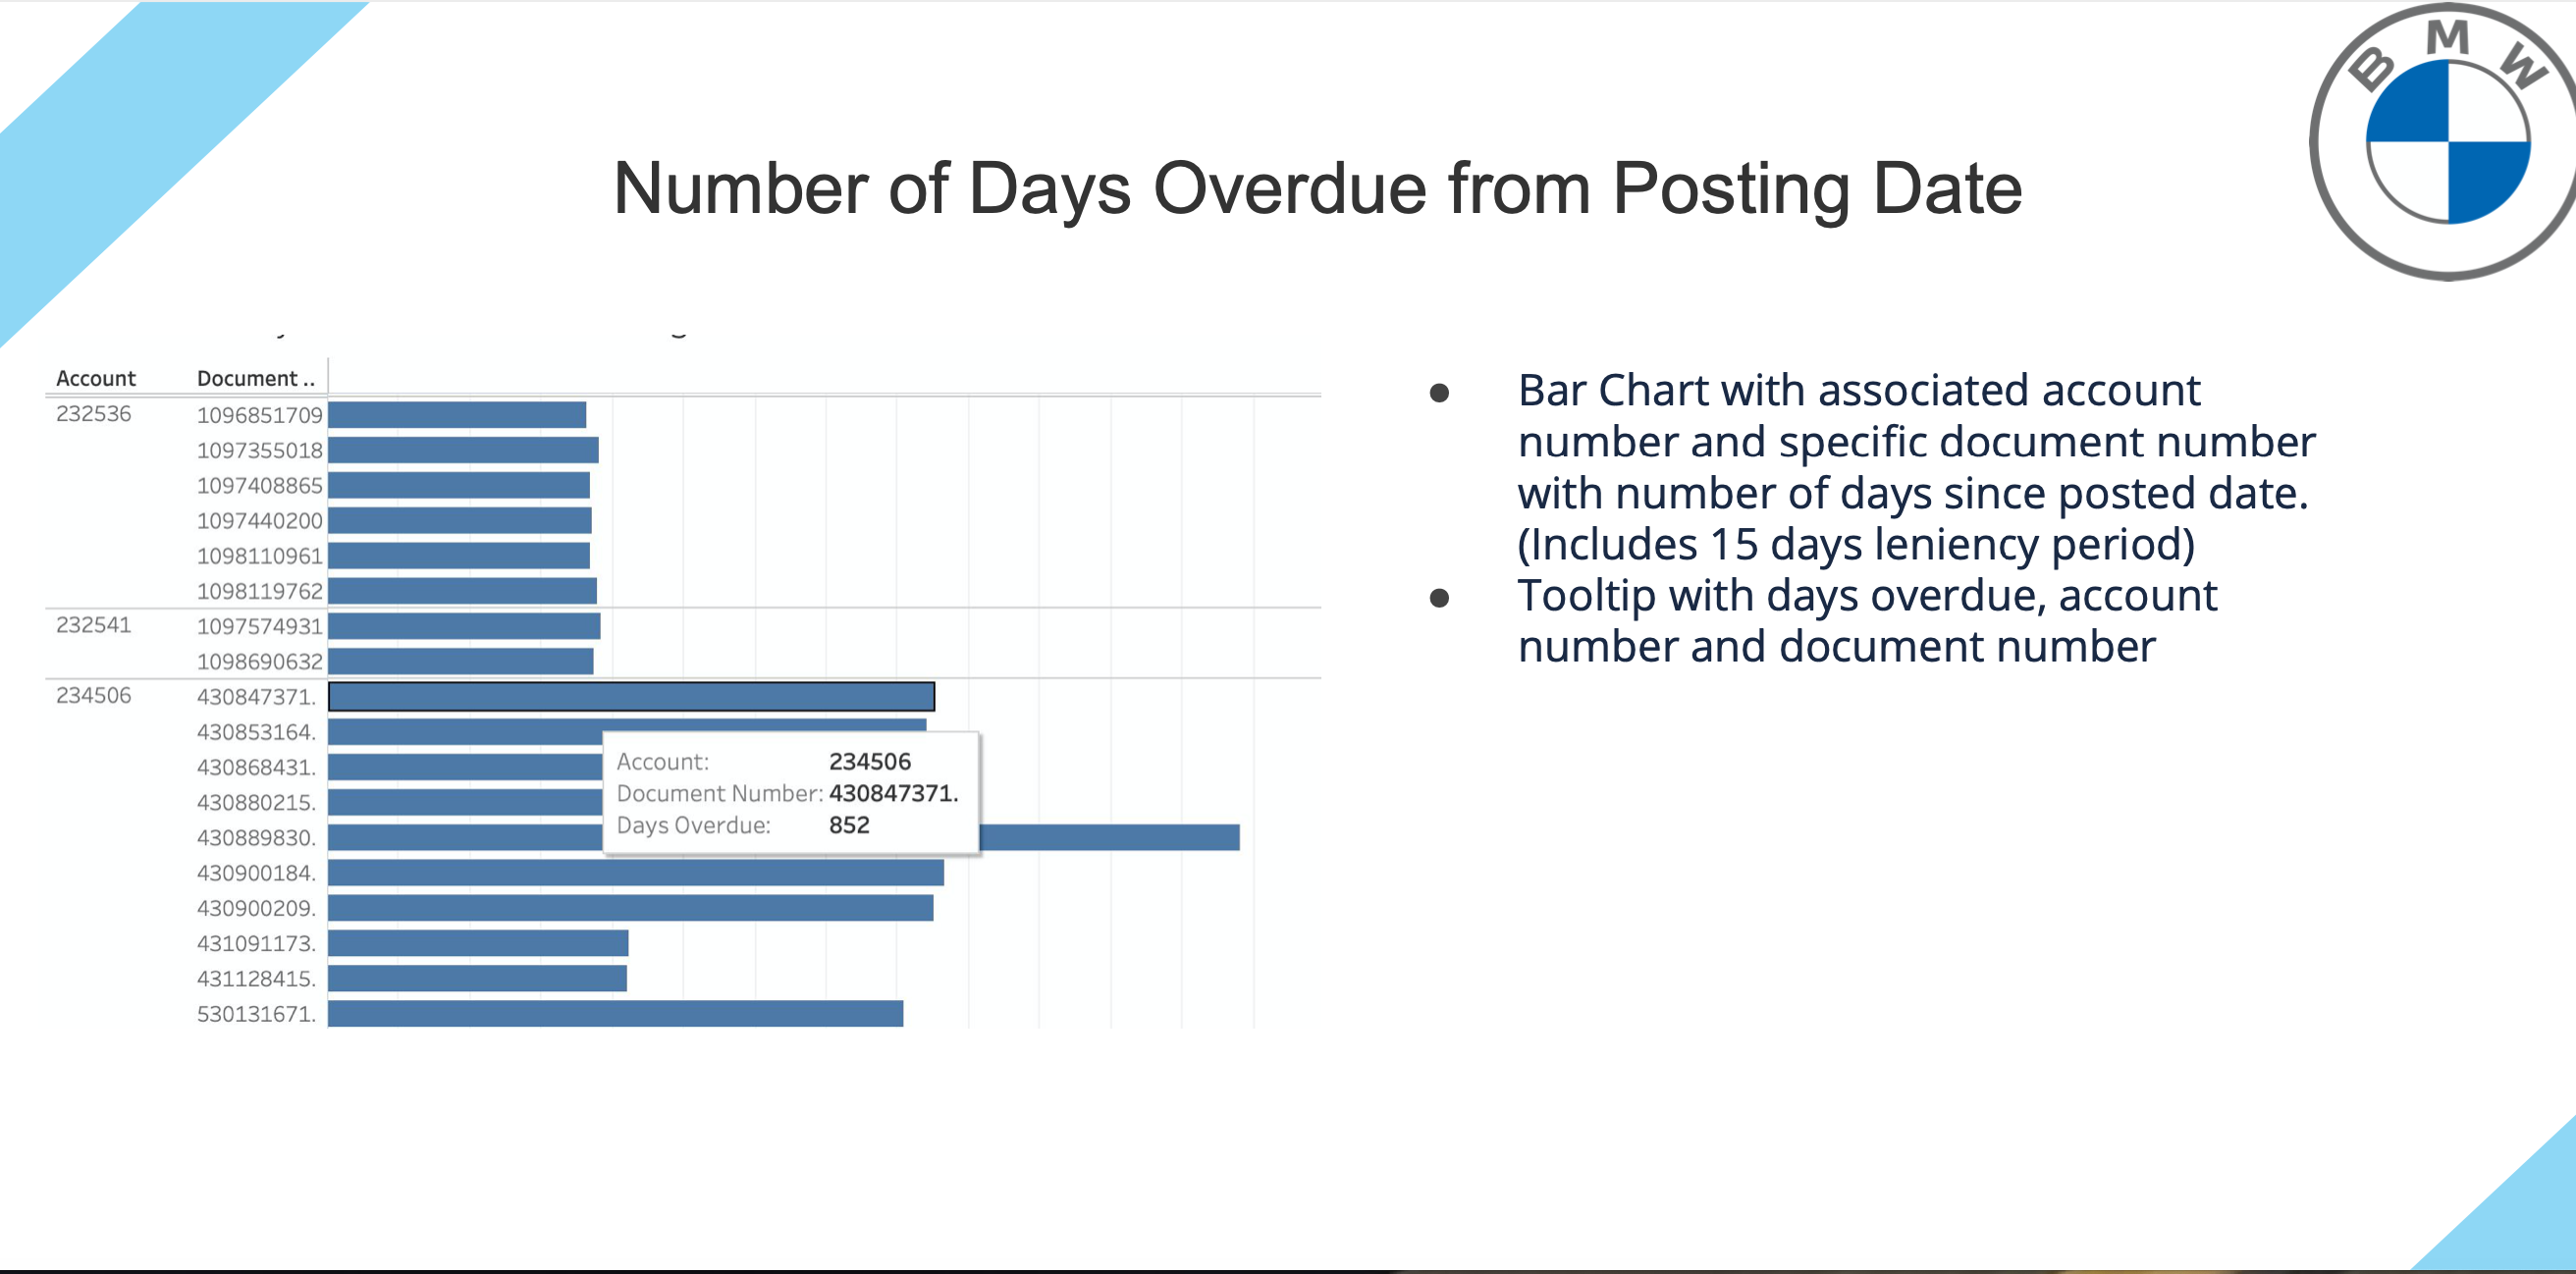 B M W
Number of Days Overdue from Posting Date
Account Document ..
232536 1096851709
1097355018
1097408865
1097440200
1098110961
1098119762
232541 1097574931
1098690632
234506 430847371.
430853164.
430868431.
430880215.
430889830.
430900184.
430900209.
431091173.
431128415.
530131671.
Account: 234506
Document Number: 430847371.
Days Overdue: 852
● Bar Chart with associated account
number and specific document number
with number of days since posted date.
(Includes 15 days leniency period)
● Tooltip with days overdue, account
number and document number